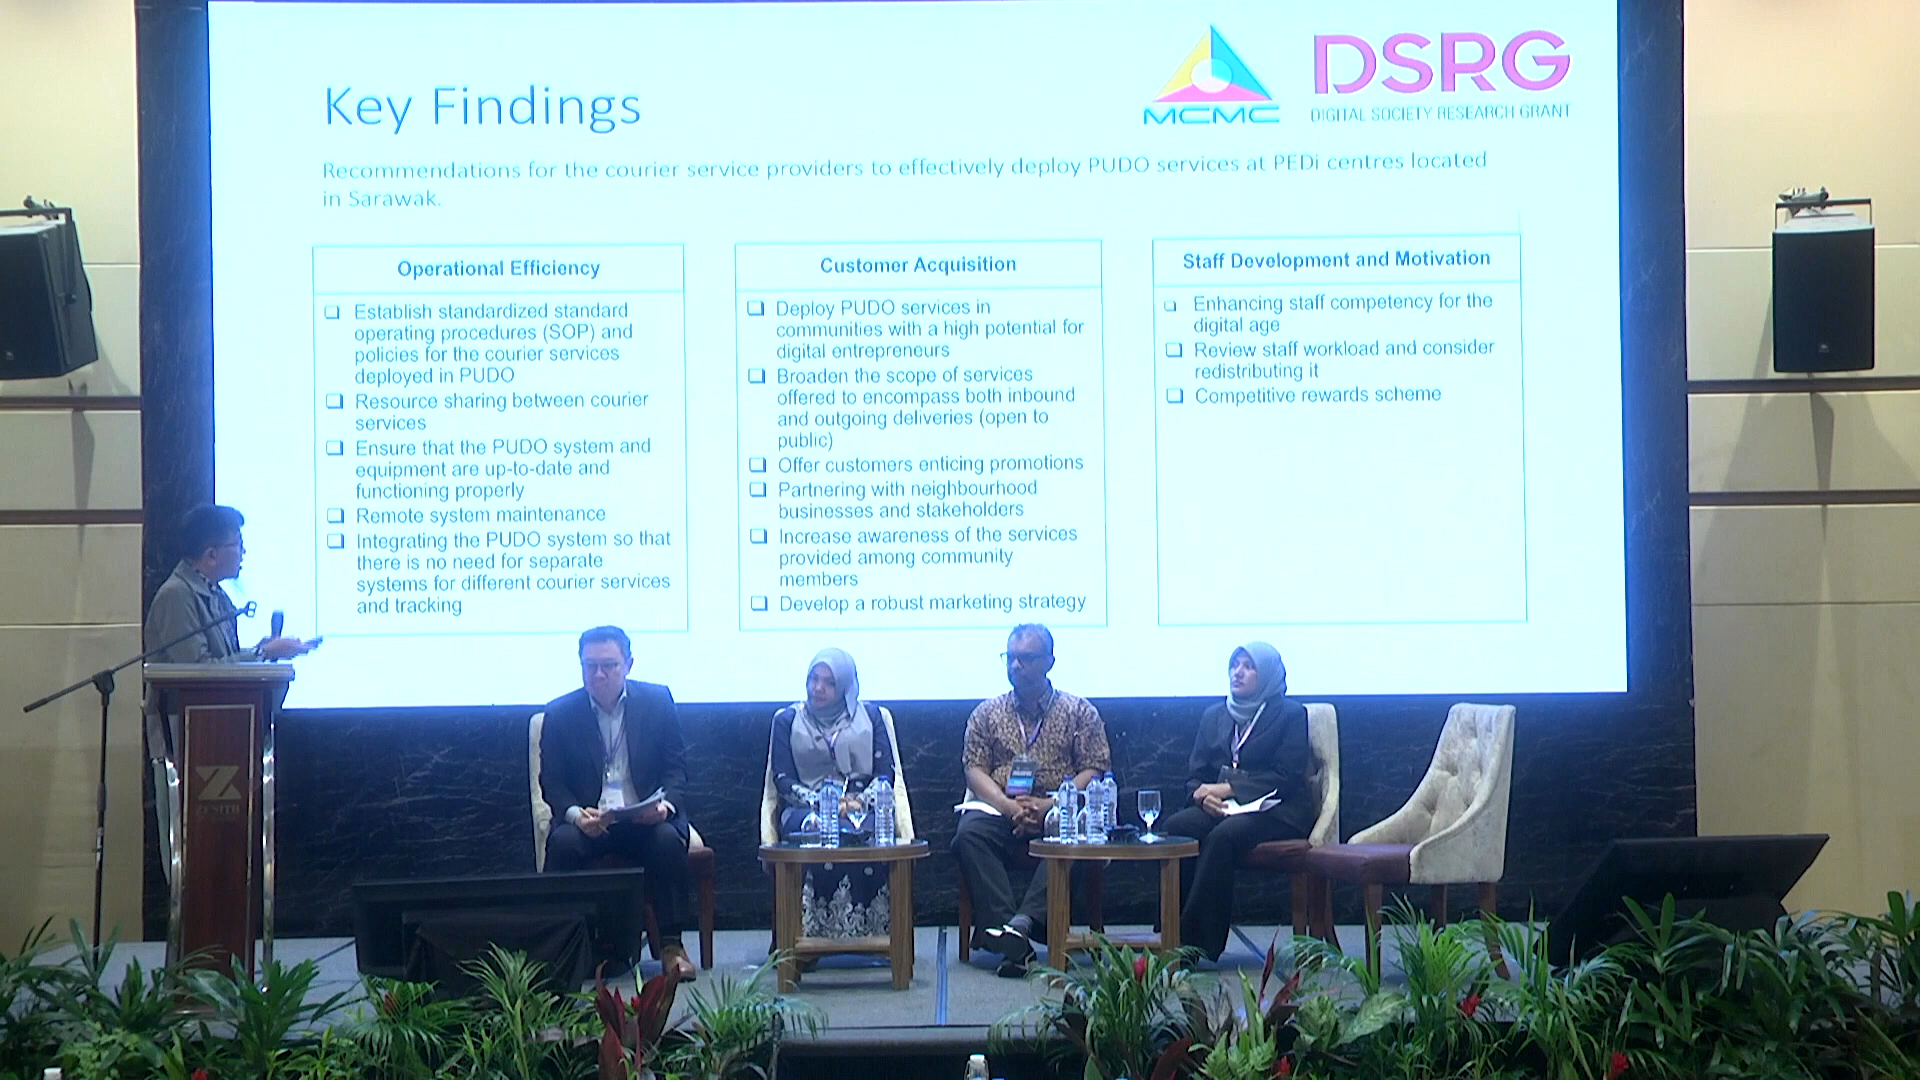 Key Findings
MCMC
DSRG
DIGITAL SOCIETY RESEARCH GRANT
Recommendations for the courier service providers to effectively deploy PUDO services at PEDi centres located
in Sarawak.
Operational Efficiency
❑ Establish standardized standard
operating procedures (SOP) and
policies for the courier services
deployed in PUDO
❑ Resource sharing between courier
services
❑ Ensure that the PUDO system and
equipment are up-to-date and
functioning properly
❑ Remote system maintenance
❑ Integrating the PUDO system so that
there is no need for separate
systems for different courier services
and tracking
Customer Acquisition
❑ Deploy PUDO services in
communities with a high potential for
digital entrepreneurs
❑ Broaden the scope of services
offered to encompass both inbound
and outgoing deliveries (open to
public)
❑ Offer customers enticing promotions
❑ Partnering with neighbourhood
businesses and stakeholders
❑ Increase awareness of the services
provided among community
members
❑ Develop a robust marketing strategy
Staff Development and Motivation
❑ Enhancing staff competency for the
digital age
❑ Review staff workload and consider
redistributing it
❑ Competitive rewards scheme
Z
ZENITH